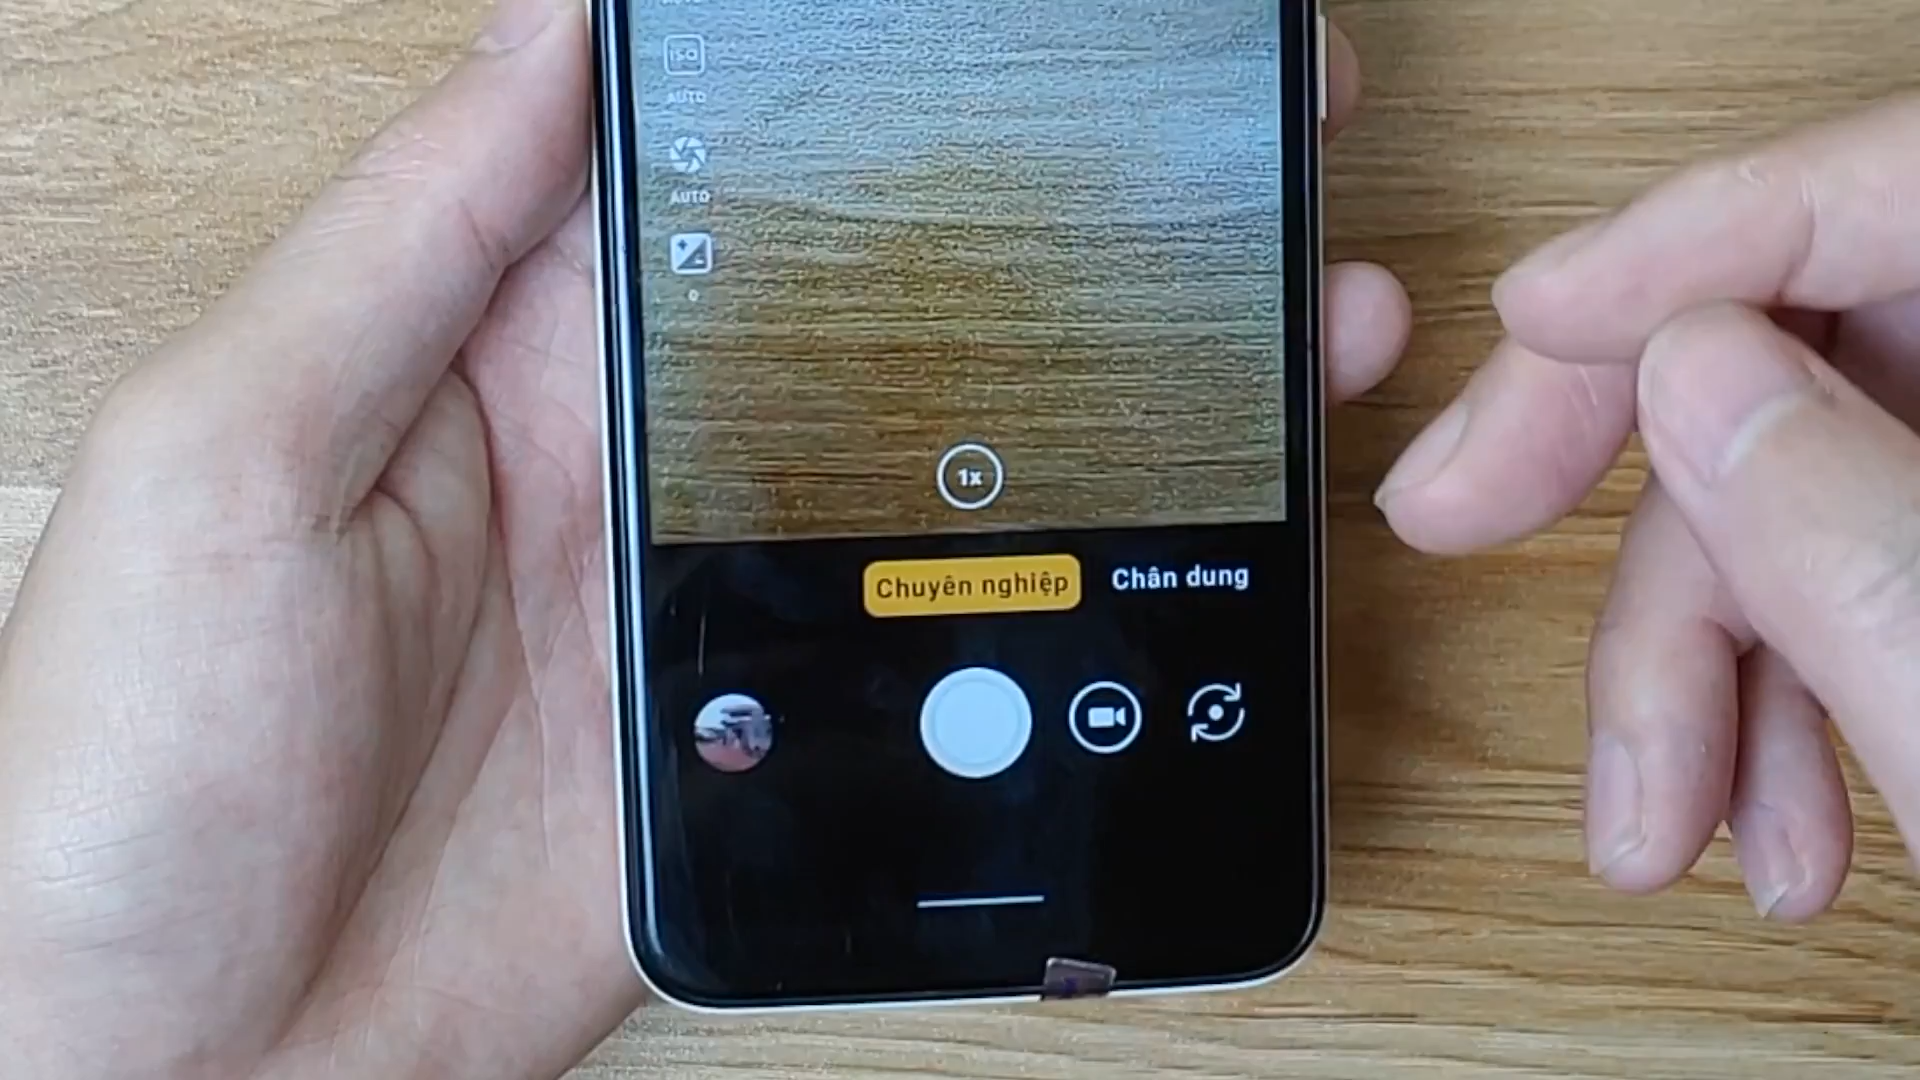 ISO
AUTO
AUTO
0
1x
Chuyên nghiệp
Chân dung